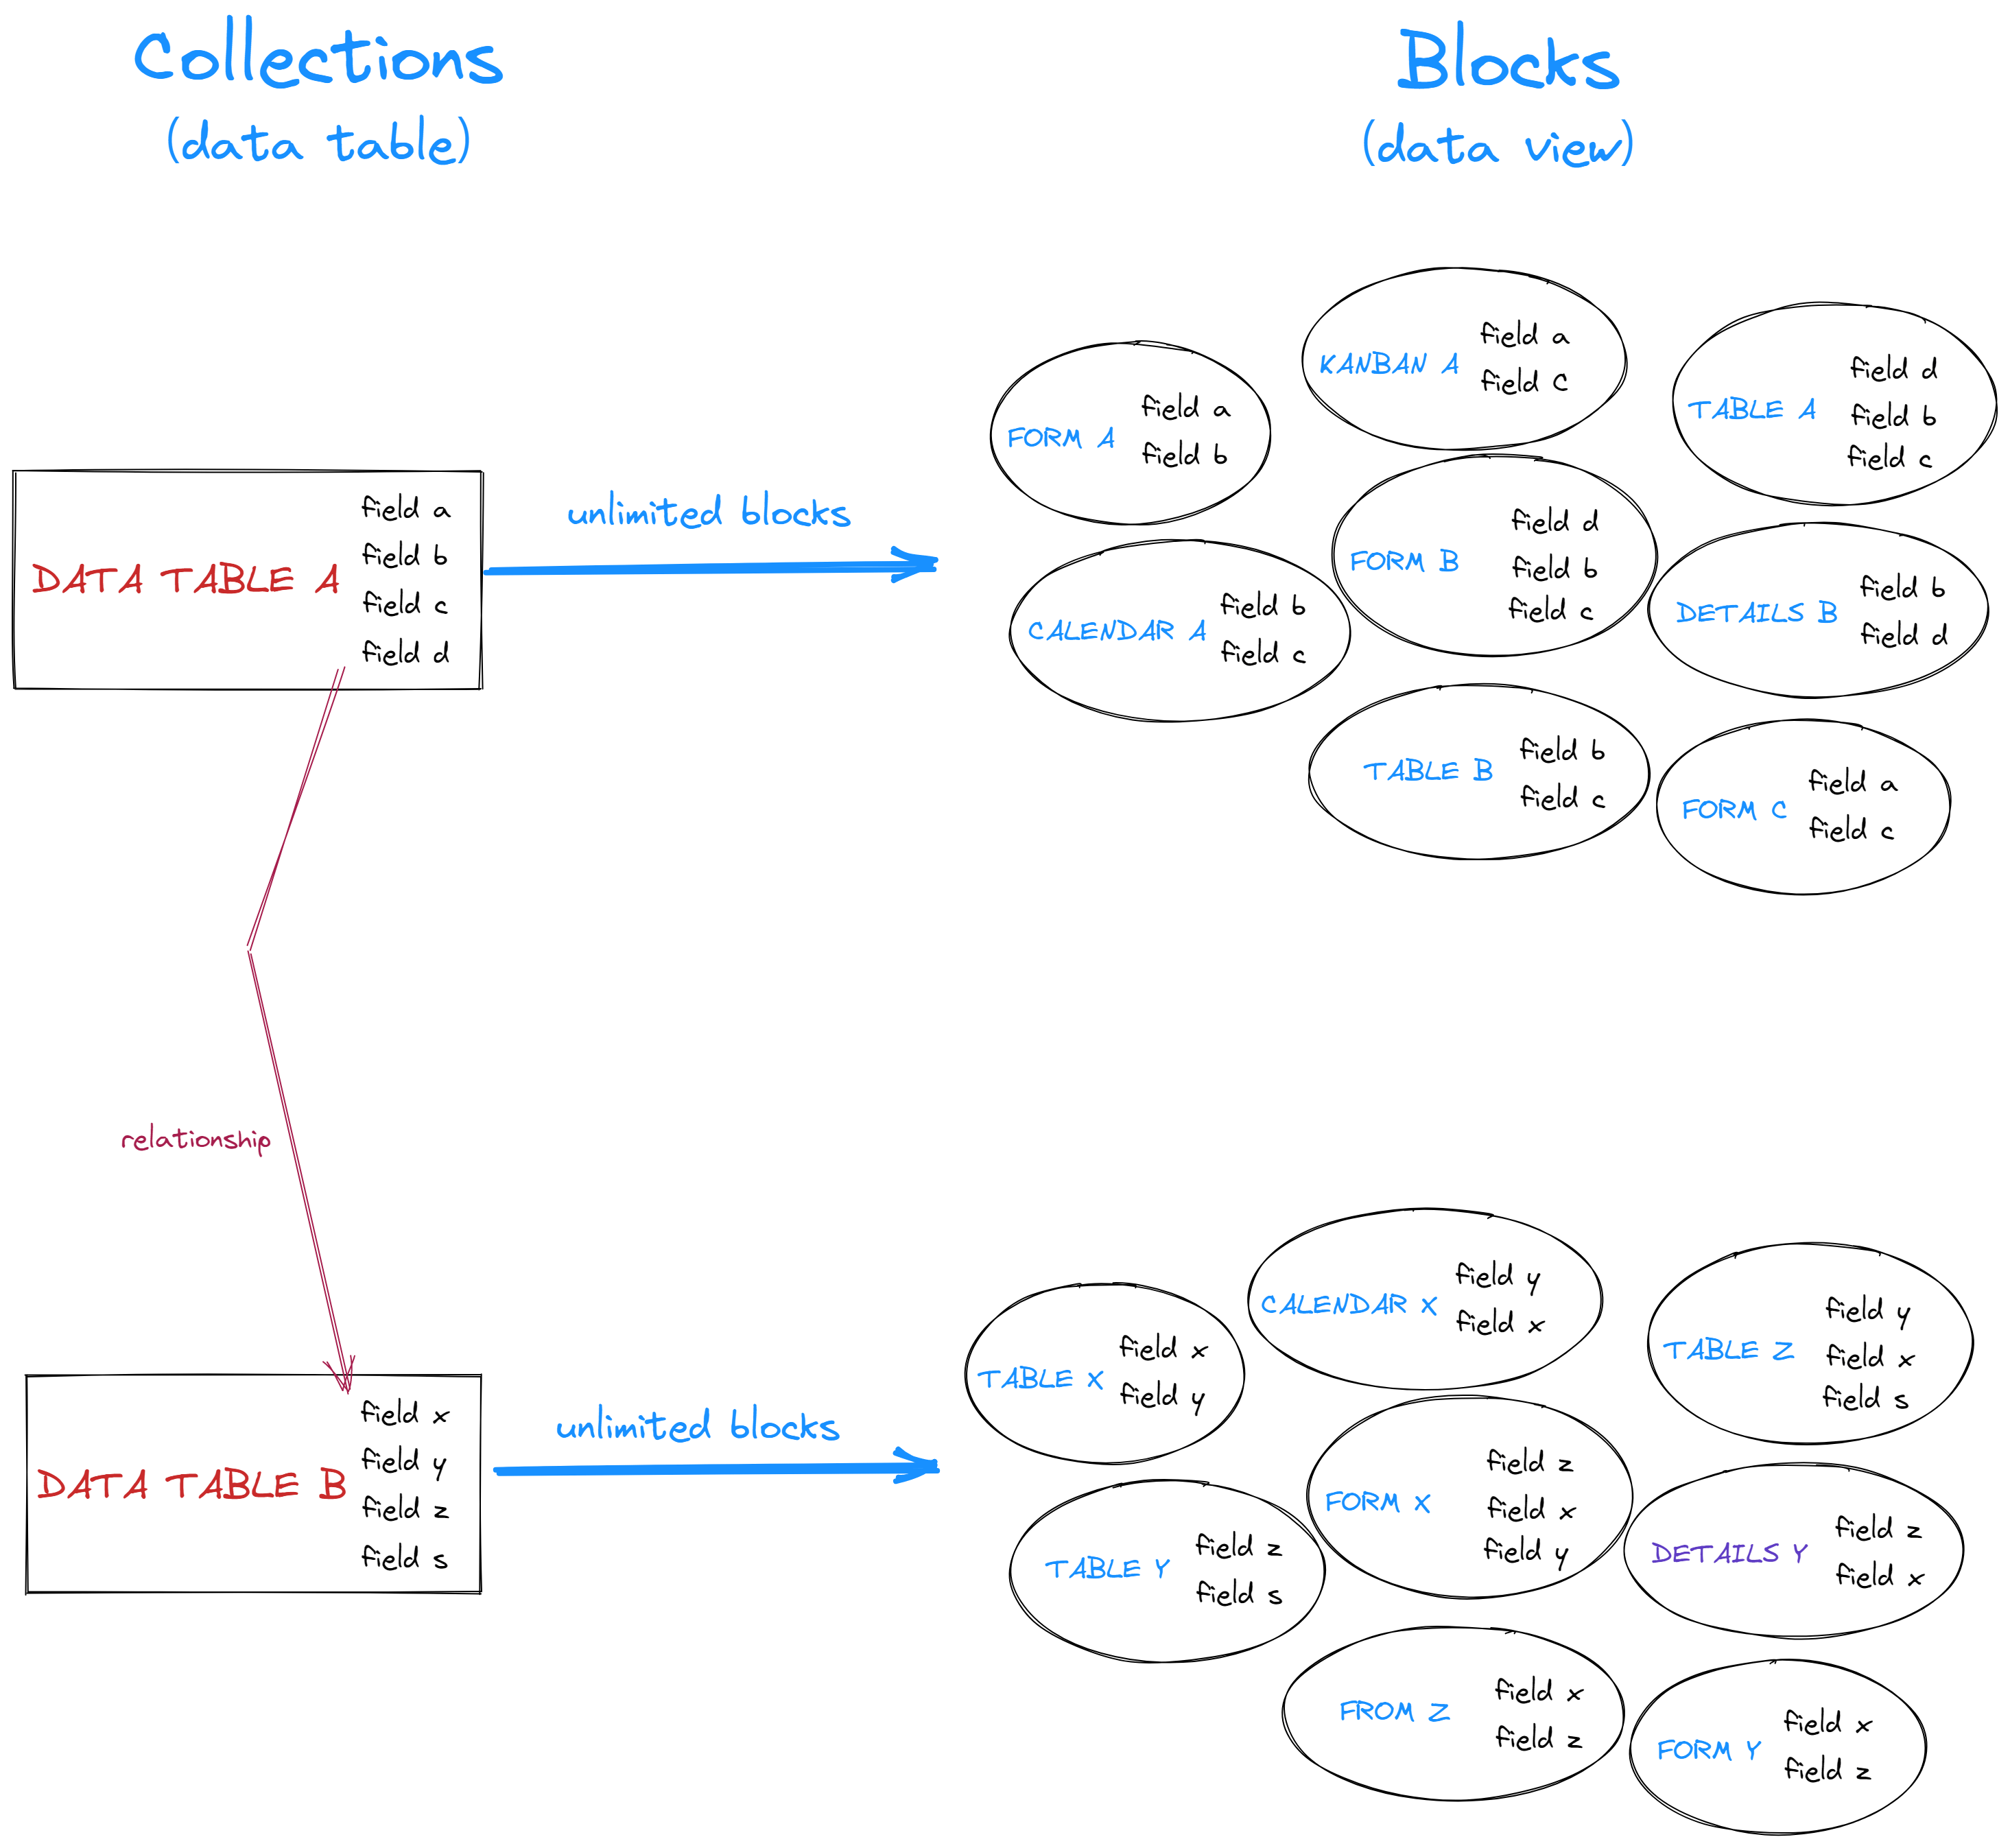 Collections
(data table)
Blocks
(data view)
DATA TABLE A
field a
field b
field c
field d
unlimited blocks
FORM A
field a
field b
KANBAN A
field a
field c
TABLE A
field d
field b
field c
CALENDAR A
field b
field c
FORM B
field d
field b
field c
DETAILS B
field b
field d
TABLE B
field b
field c
FORM C
field a
field c
relationship
DATA TABLE B
field x
field y
field z
field s
unlimited blocks
TABLE X
field x
field y
CALENDAR X
field y
field x
TABLE Z
field y
field x
field s
TABLE Y
field z
field s
FORM X
field z
field x
field y
DETAILS Y
field z
field x
FROM Z
field x
field z
FORM Y
field x
field z